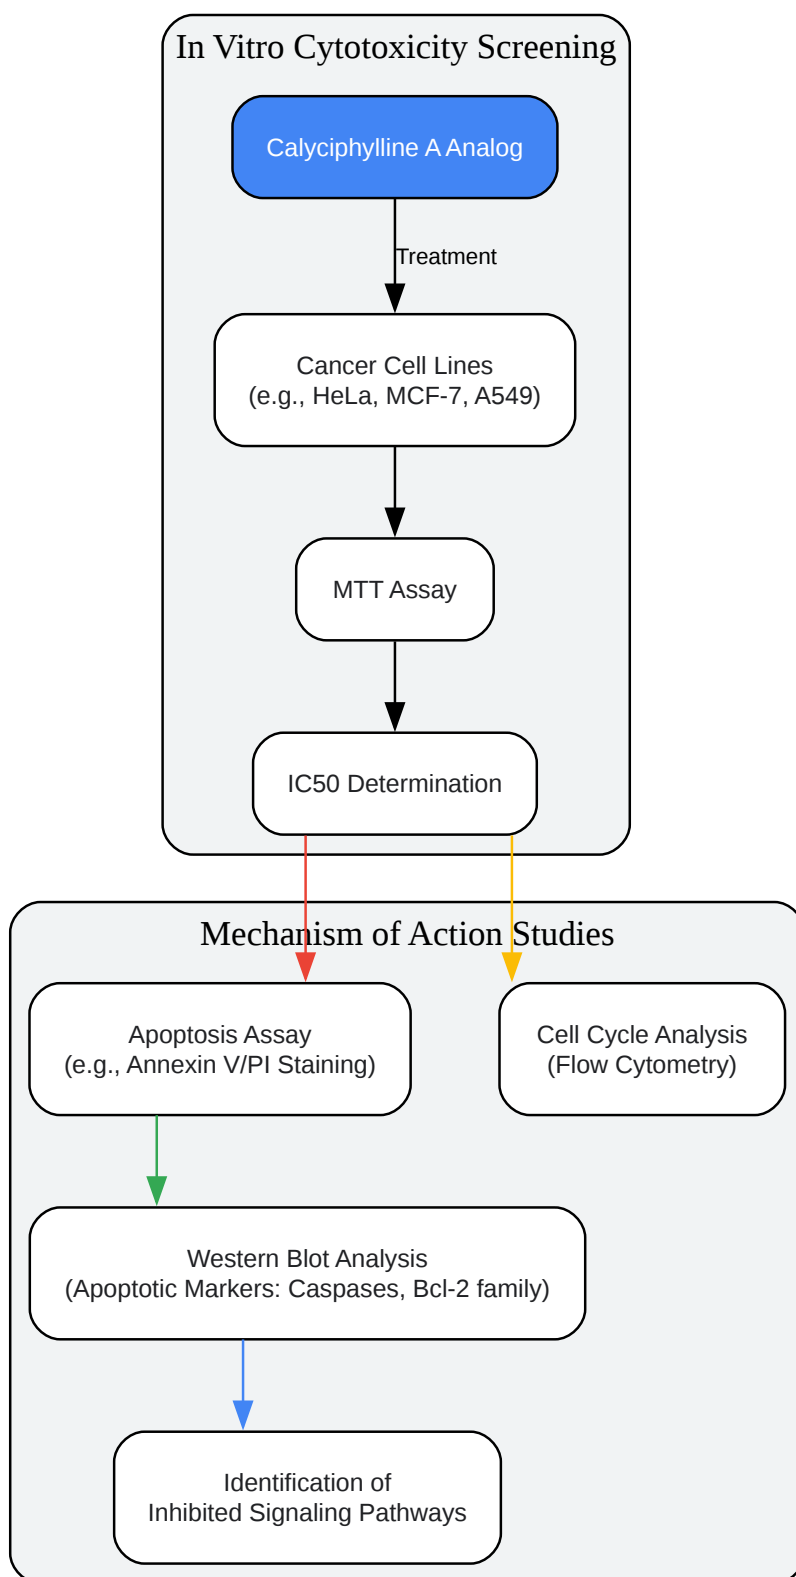 In Vitro Cytotoxicity Screening
Calyciphylline A Analog
Treatment
Cancer Cell Lines
(e.g., HeLa, MCF-7, A549)
MTT Assay
IC50 Determination
Mechanism of Action Studies
Apoptosis Assay
(e.g., Annexin V/PI Staining)
Cell Cycle Analysis
(Flow Cytometry)
Western Blot Analysis
(Apoptotic Markers: Caspases, Bcl-2 family)
Identification of
Inhibited Signaling Pathways